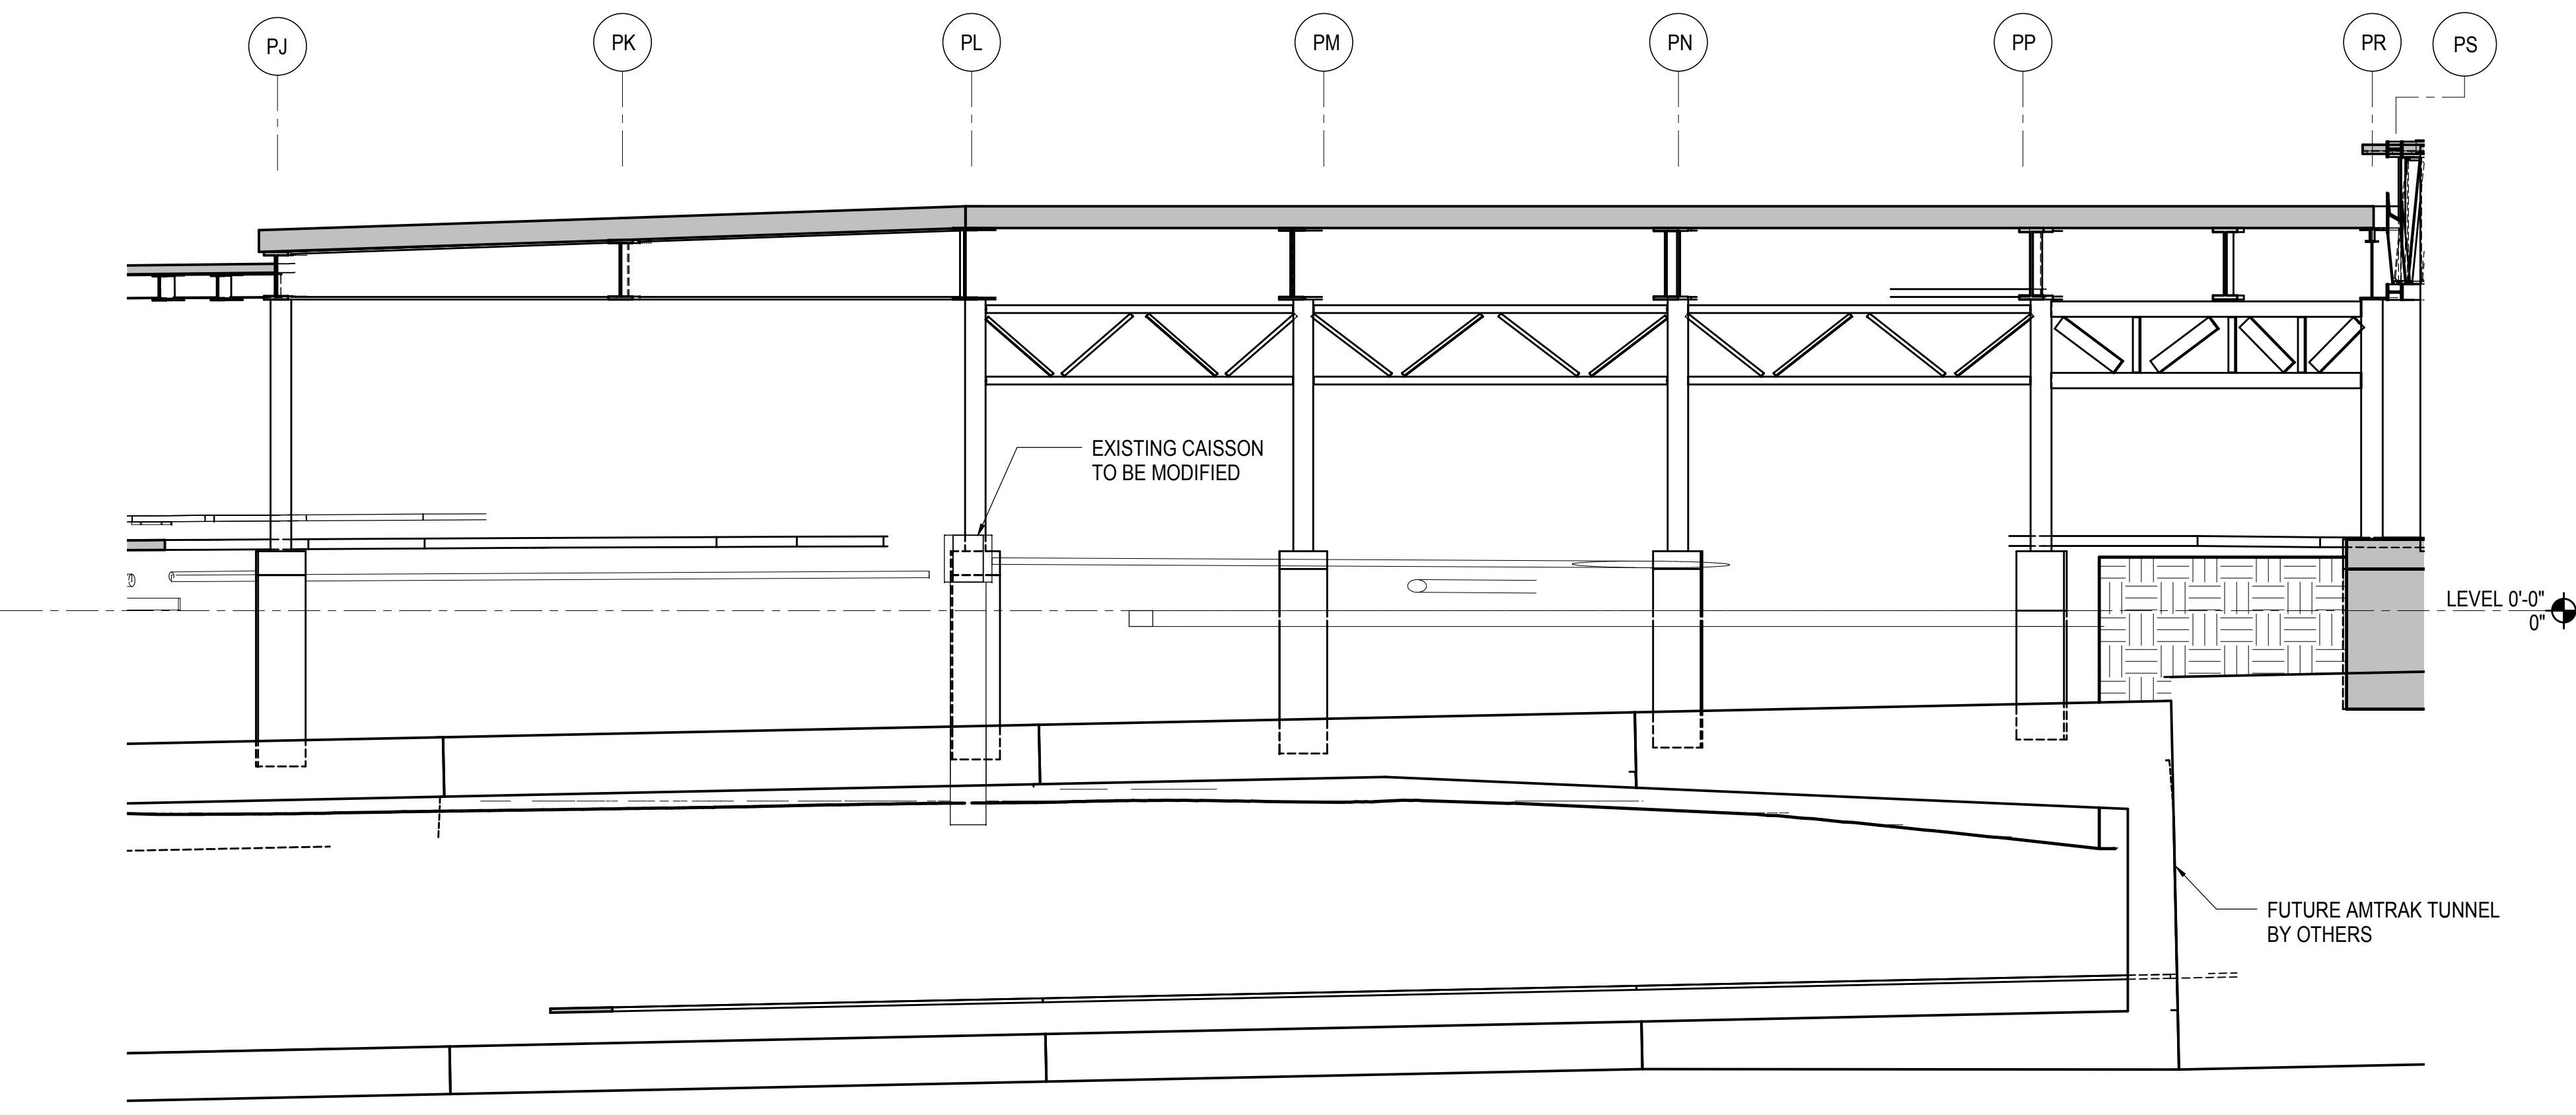 PJ
PK
PL
PM
PN
PP
PR
PS
EXISTING CAISSON
TO BE MODIFIED
LEVEL 0'-0"
0"
FUTURE AMTRAK TUNNEL
BY OTHERS